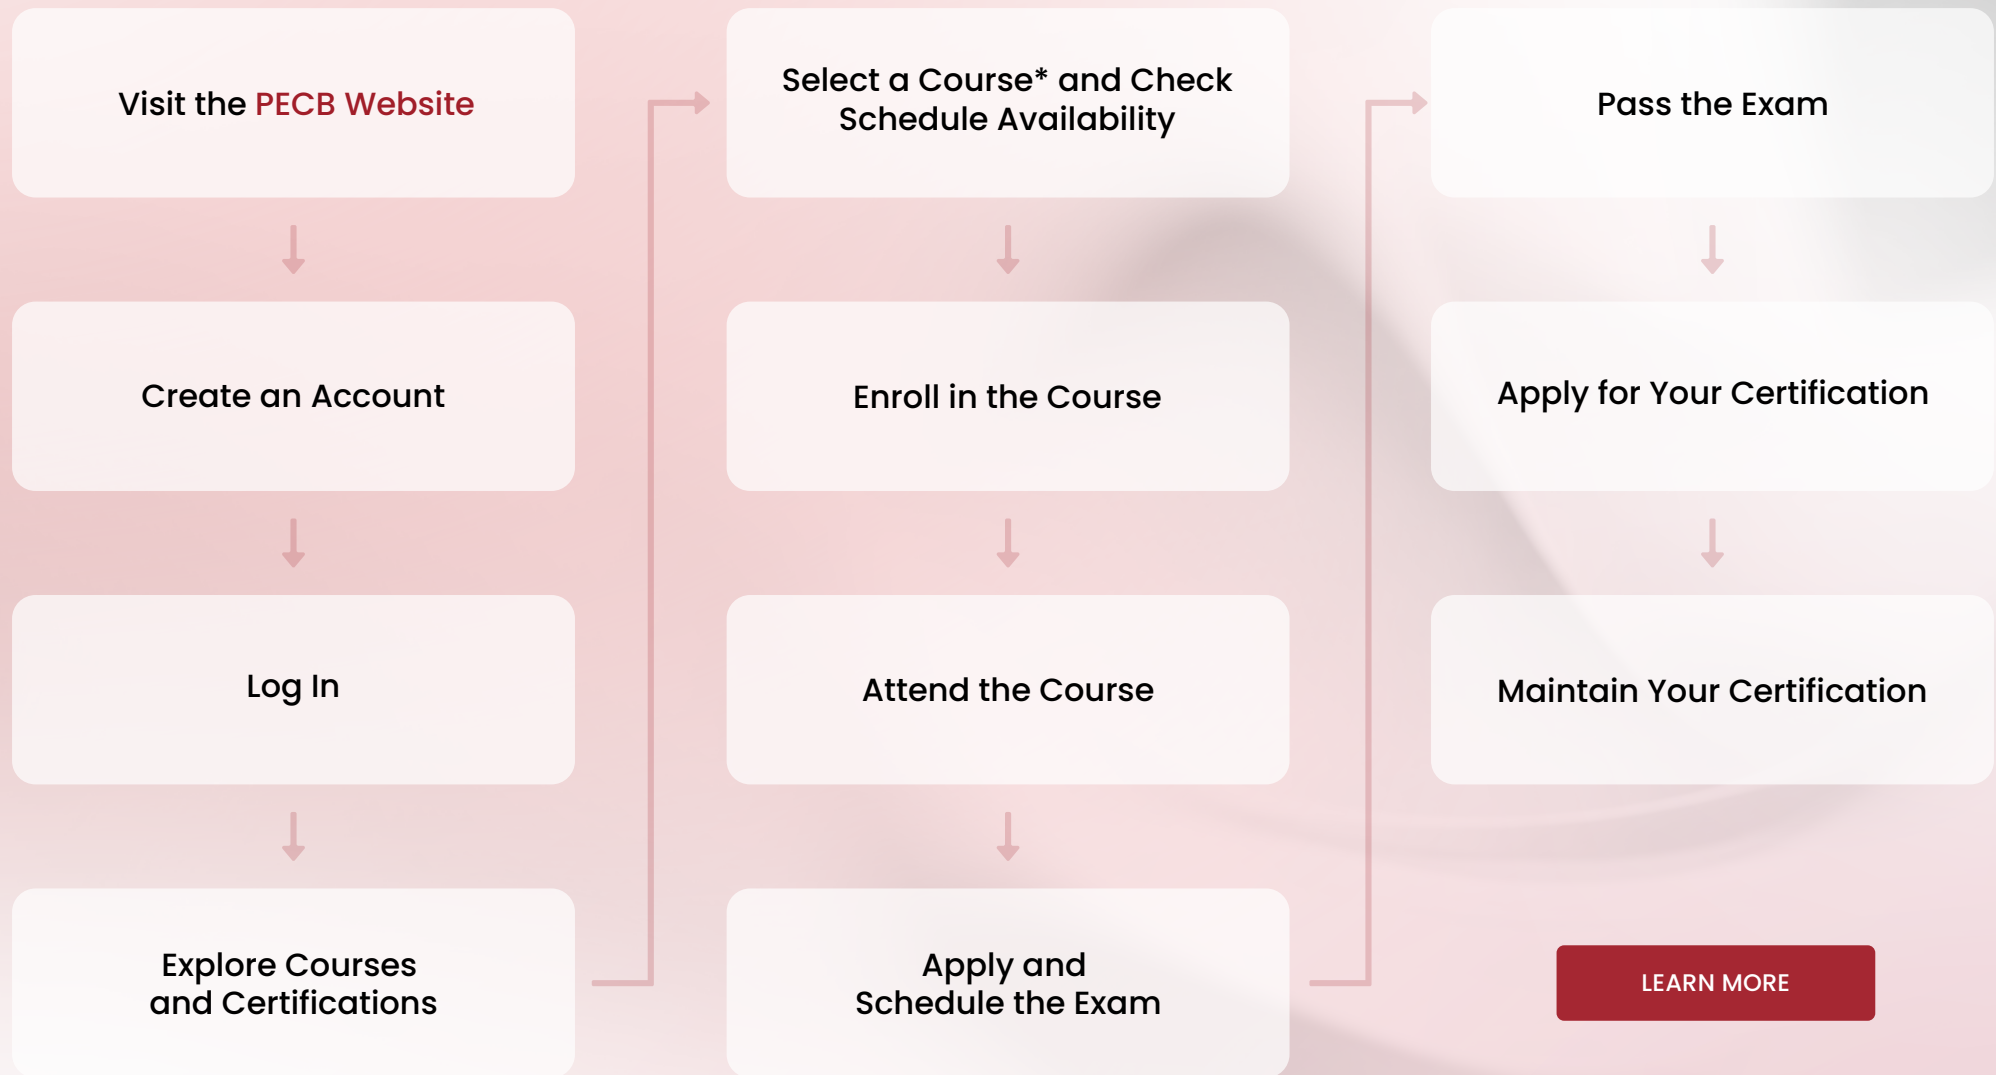 Visit the PECB Website
Create an Account
Log In
Explore Courses
and Certifications
Select a Course* and Check
Schedule Availability
Enroll in the Course
Attend the Course
Apply and
Schedule the Exam
Pass the Exam
Apply for Your Certification
Maintain Your Certification
LEARN MORE